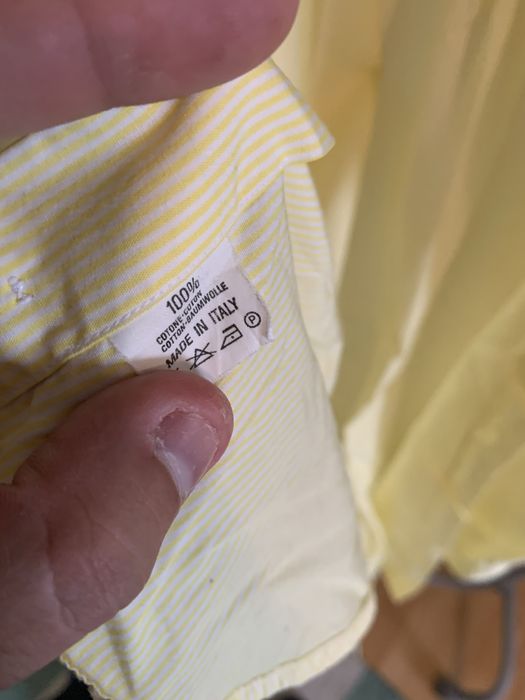 100%
COTONE-COTON
COTTON-BAUMWOLLE
MADE IN ITALY
P